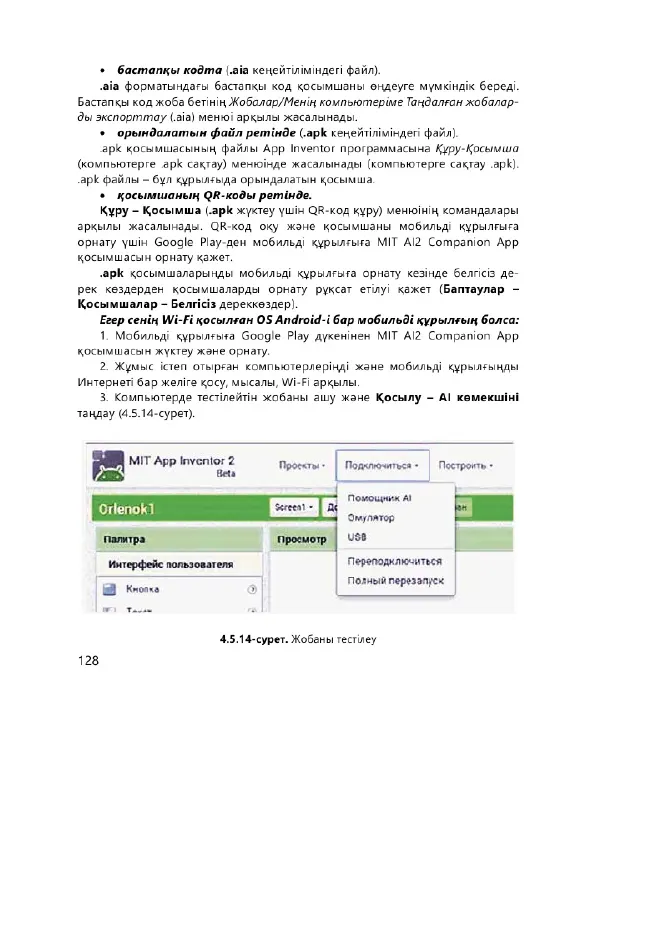 • бастапқы кодта (.aia кеңейтіліміндегі файл).
.aia форматындағы бастапқы код қосымшаны өңдеуге мүмкіндік береді.
Бастапқы код жоба бетінің Жобалар/Менің компьютеріме Таңдалған жобалар-
ды экспорттау (.aia) менюі арқылы жасалынады.
• орындалатын файл ретінде (.apk кеңейтіліміндегі файл).
.apk қосымшасының файлы App Inventor программасына Құру-Қосымша
(компьютерге .apk сақтау) менюінде жасалынады (компьютерге сақтау .apk).
.apk файлы – бұл құрылғыда орындалатын қосымша.
• қосымшаның QR-коды ретінде.
Құру – Қосымша (.apk жүктеу үшін QR-код құру) менюінің командалары
арқылы жасалынады. QR-код оқу және қосымшаны мобильді құрылғыға
орнату үшін Google Play-ден мобильді құрылғыға MIT AI2 Companion App
қосымшасын орнату қажет.
.apk қосымшаларыңды мобильді құрылғыға орнату кезінде белгісіз де-
рек көздерден қосымшаларды орнату рұқсат етілуі қажет (Баптаулар –
Қосымшалар – Белгісіз дереккөздер).
Егер сенің Wi-Fi қосылған OS Android-і бар мобильді құрылғың болса:
1. Мобильді құрылғыға Google Play дүкенінен MIT AI2 Companion App
қосымшасын жүктеу және орнату.
2. Жұмыс істеп отырған компьютерлеріңді және мобильді құрылғыңды
Интернеті бар желіге қосу, мысалы, Wi-Fi арқылы.
3. Компьютерде тестілейтін жобаны ашу және Қосылу – AI көмекшіні
таңдау (4.5.14-сурет).
MIT App Inventor 2
Beta
Проекты
Подключиться
Построить
Orlenok1
Screen1
Помощник AI
Эмулятор
USB
Переподключиться
Полный перезапуск
Палитра
Просмотр
Интерфейс пользователя
Кнопка
4.5.14-сурет. Жобаны тестілеу
128